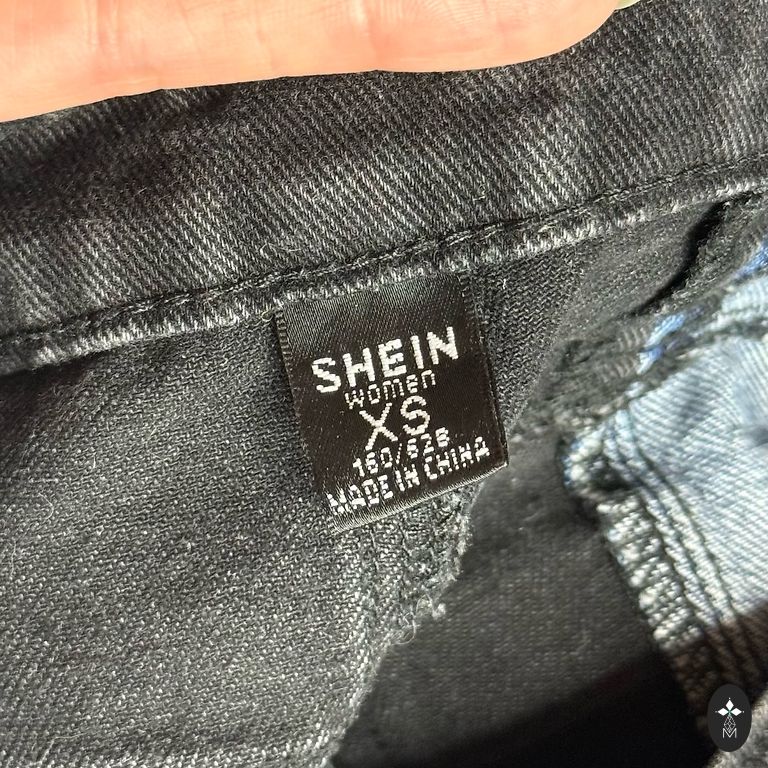 SHEIN
women
XS
160/62B
MADE IN CHINA
M